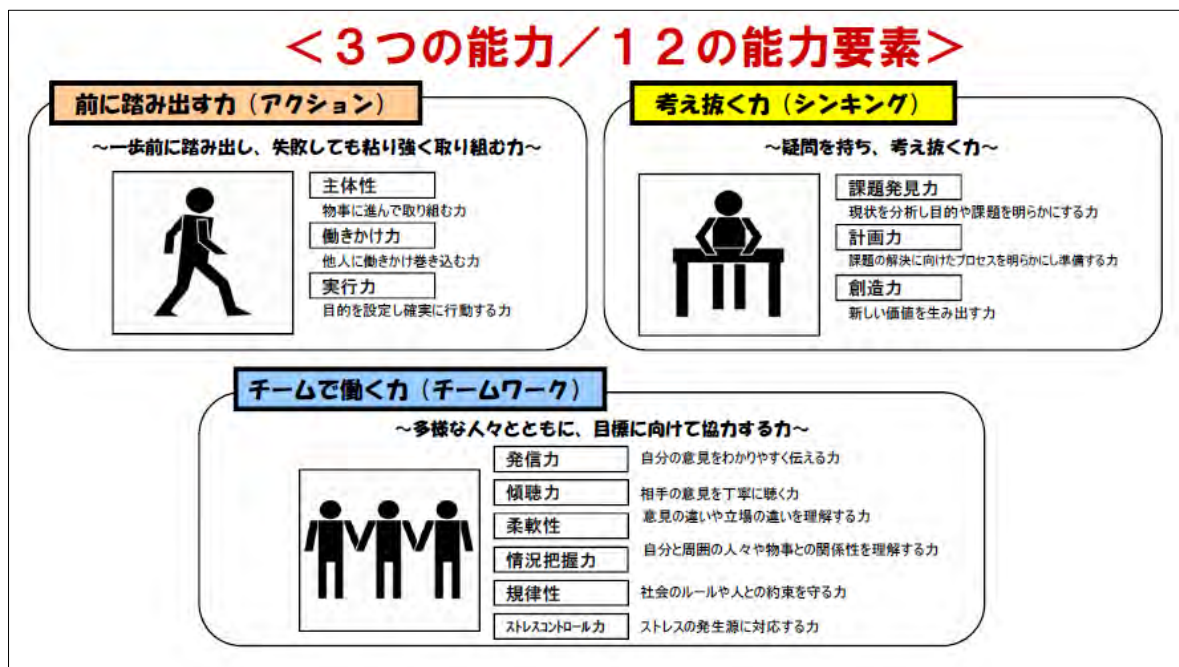 ＜３つの能力／１２の能力要素＞
前に踏み出す力（アクション）
～一歩前に踏み出し、失敗しても粘り強く取り組む力～
主体性
物事に進んで取り組む力
働きかけ力
他人に働きかけ巻き込む力
実行力
目的を設定し確実に行動する力
考え抜く力（シンキング）
～疑問を持ち、考え抜く力～
課題発見力
現状を分析し目的や課題を明らかにする力
計画力
課題の解決に向けたプロセスを明らかにし準備する力
創造力
新しい価値を生み出す力
チームで働く力（チームワーク）
～多様な人々とともに、目標に向けて協力する力～
発信力 自分の意見をわかりやすく伝える力
傾聴力 相手の意見を丁寧に聴く力
柔軟性 意見の違いや立場の違いを理解する力
情況把握力 自分と周囲の人々や物事との関係性を理解する力
規律性 社会のルールや人との約束を守る力
ストレスコントロール力 ストレスの発生源に対応する力